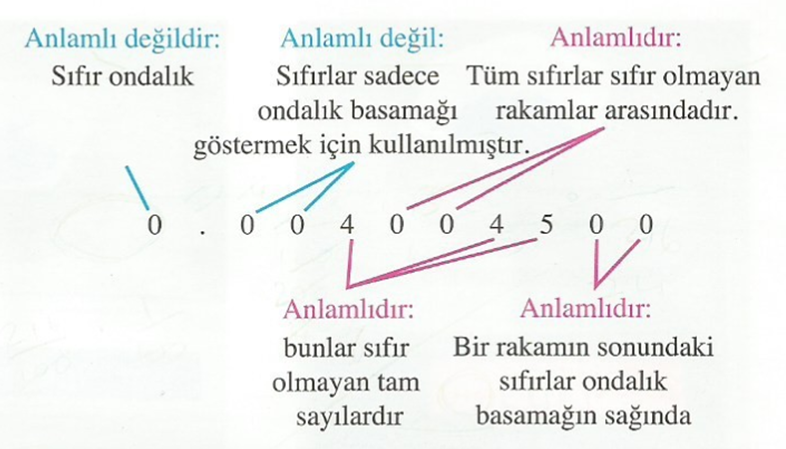 Anlamlı değildir:
Sıfır ondalık
Anlamlı değil:
Sıfırlar sadece
ondalık basamağı
göstermek için kullanılmıştır.
Anlamlıdır:
Tüm sıfırlar sıfır olmayan
rakamlar arasındadır.
0 . 0 0 4 0 0 4 5 0 0
Anlamlıdır:
bunlar sıfır
olmayan tam
sayılardır
Anlamlıdır:
Bir rakamın sonundaki
sıfırlar ondalık
basamağın sağında